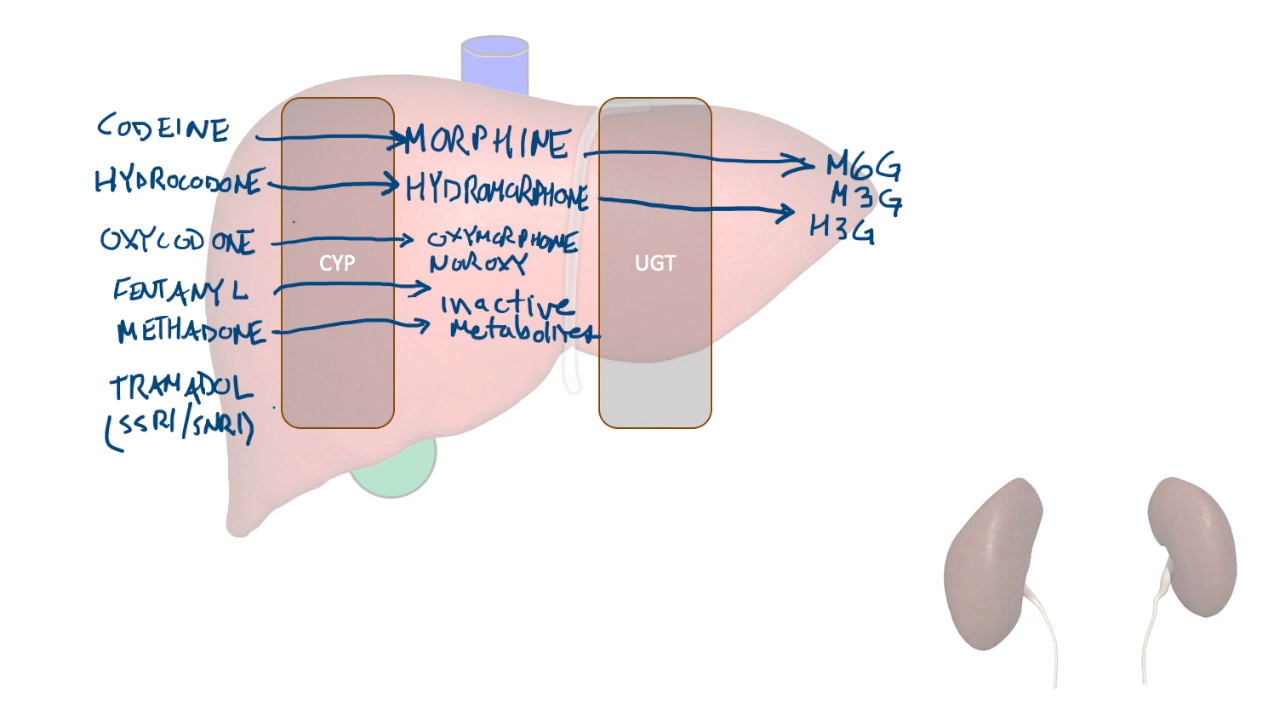 CODEINE
MORPHINE
M6G
HYDROCODONE
HYDROMORPHONE
M3G
H3G
OXYCODONE
OXYMORPHONE
CYP
NOROXY
UGT
FENTANYL
Inactive
METHADONE
Metabolites
TRAMADOL
(SSRI/SNRI)